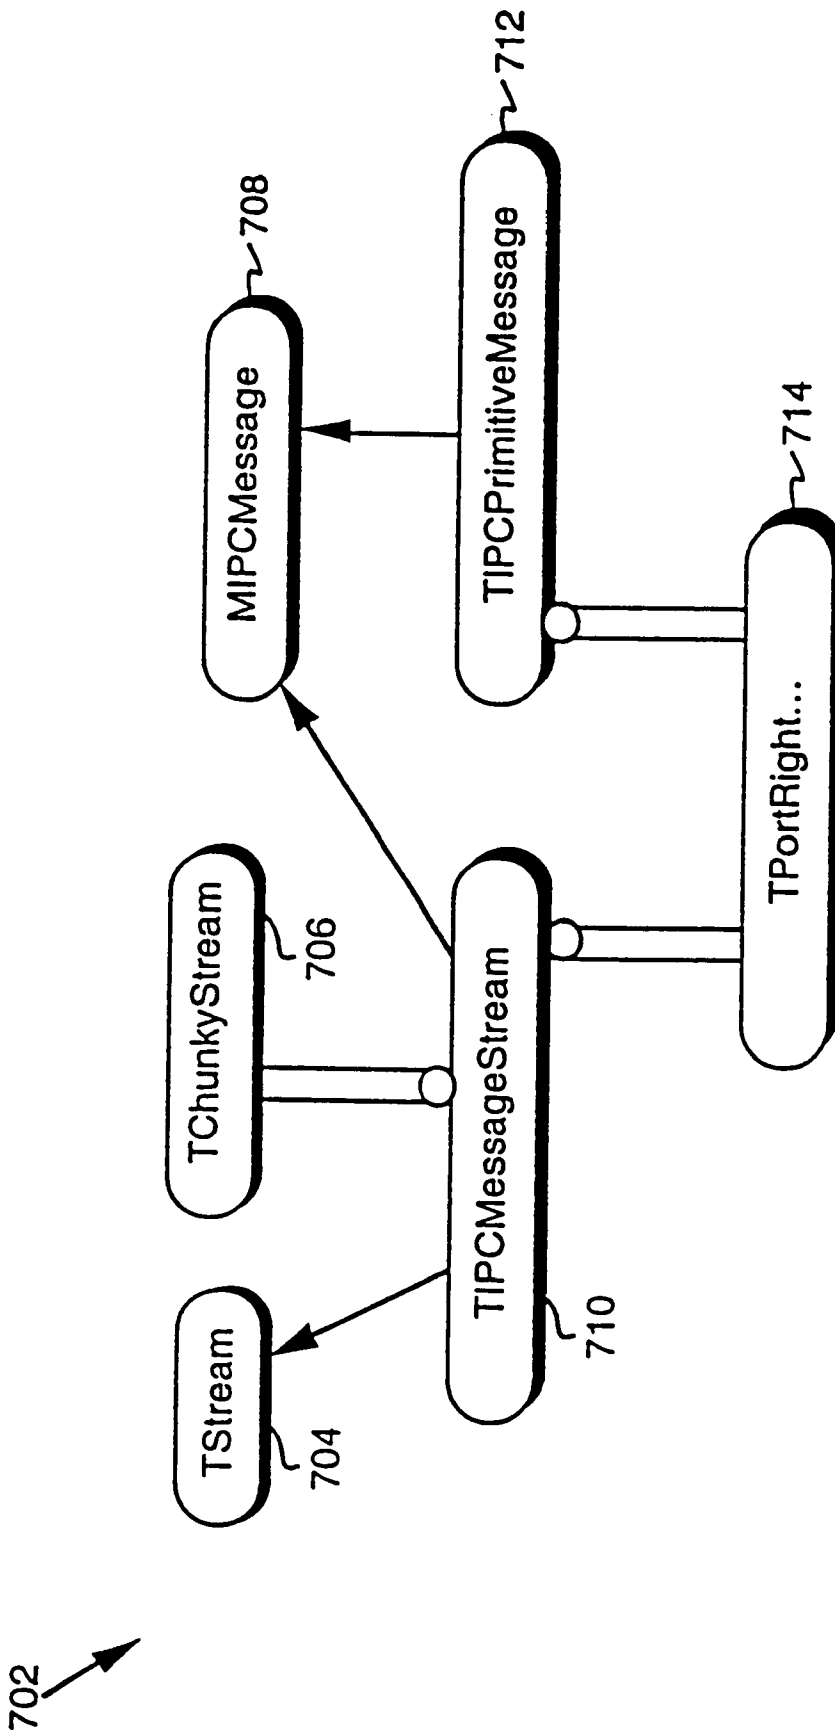 702
TStream
704
TChunkyStream
706
MIPCMessage
708
TIPCMessageStream
710
TIPCPrimitiveMessage
712
TPortRight...
714